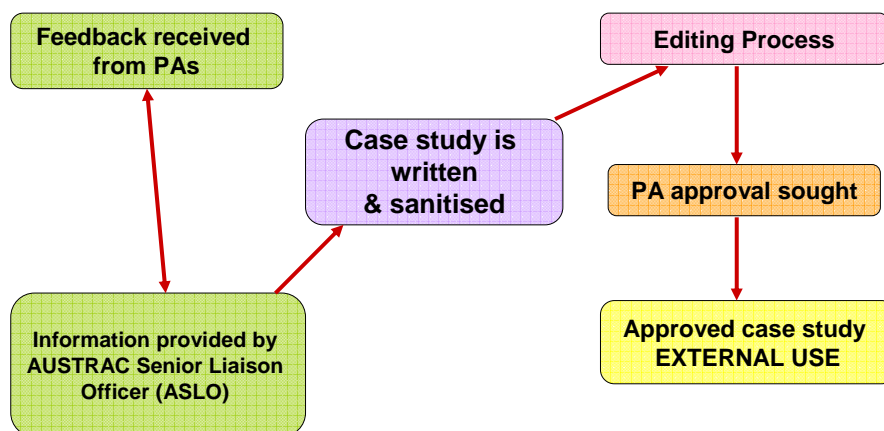 Feedback received
from PAs
Information provided by
AUSTRAC Senior Liaison
Officer (ASLO)
Case study is
written
& sanitised
Editing Process
PA approval sought
Approved case study
EXTERNAL USE